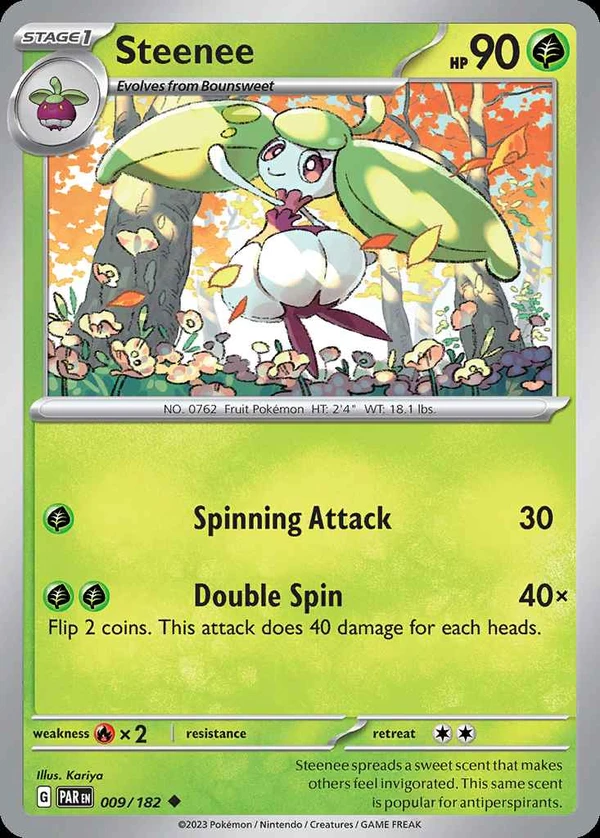 STAGE1
Steenee
HP 90
Evolves from Bounsweet
NO. 0762 Fruit Pokémon HT: 2'4" WT: 18.1 lbs.
Spinning Attack 30
Double Spin 40×
Flip 2 coins. This attack does 40 damage for each heads.
weakness ×2 resistance retreat
Illus. Kariya
Steenee spreads a sweet scent that makes
others feel invigorated. This same scent
is popular for antiperspirants.
G PAR EN 009/182
©2023 Pokémon / Nintendo / Creatures / GAME FREAK